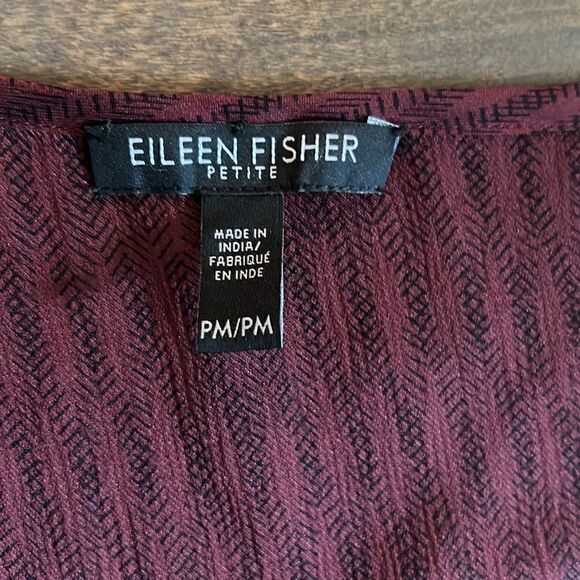 EILEEN FISHER
PETITE
MADE IN
INDIA/
FABRIQUÉ
EN INDE
PM/PM